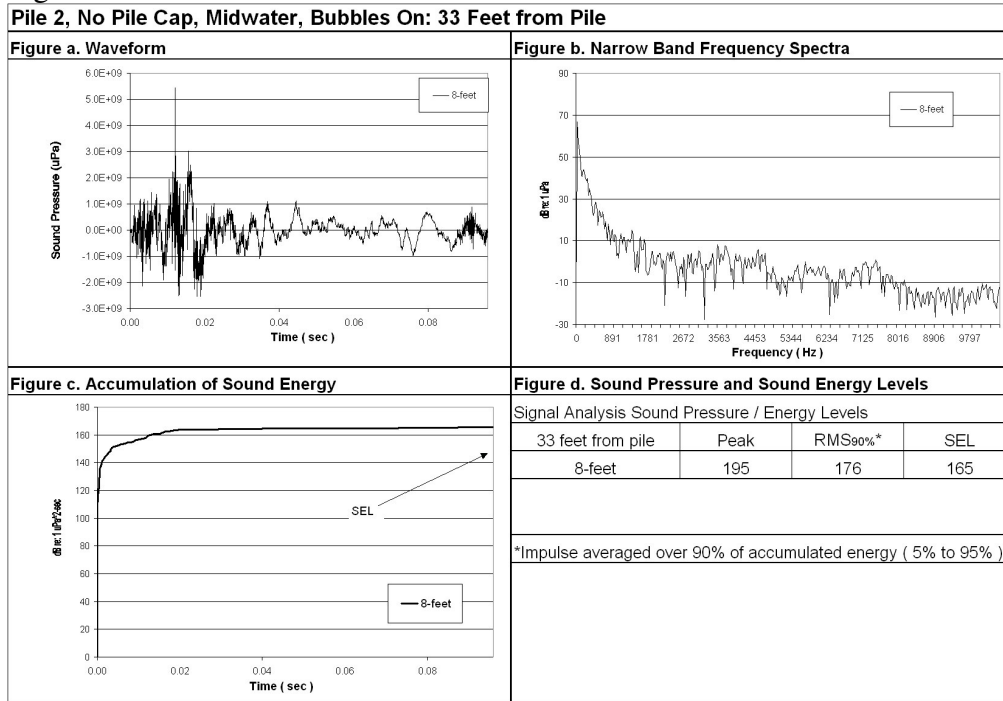 Pile 2, No Pile Cap, Midwater, Bubbles On: 33 Feet from Pile
Figure a. Waveform
6.0E+09
5.0E+09
4.0E+09
3.0E+09
2.0E+09
1.0E+09
0.0E+00
-1.0E+09
-2.0E+09
-3.0E+09
Sound Pressure (uPa)
8-feet
0.00 0.02 0.04 0.06 0.08
Time ( sec )
Figure b. Narrow Band Frequency Spectra
90
70
50
30
10
-10
-30
dB re: 1 uPa
8-feet
0 891 1781 2672 3563 4453 5344 6234 7125 8016 8906 9797
Frequency ( Hz )
Figure c. Accumulation of Sound Energy
180
160
140
120
100
80
60
40
20
0
dB re: 1 uPa^2-sec
SEL
8-feet
0.00 0.02 0.04 0.06 0.08
Time ( sec )
Figure d. Sound Pressure and Sound Energy Levels
Signal Analysis Sound Pressure / Energy Levels
33 feet from pile Peak RMS90%* SEL
8-feet 195 176 165
*Impulse averaged over 90% of accumulated energy ( 5% to 95% )